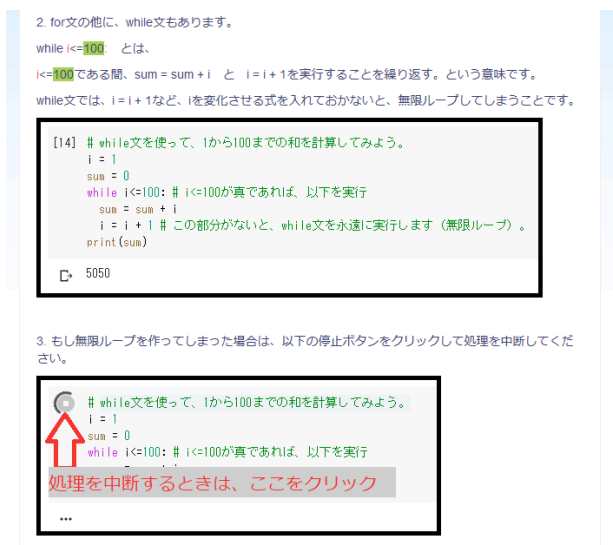 2. for文の他に、while文もあります。
while i<=100:　とは、
i<=100である間、sum = sum + i　と　i = i + 1を実行することを繰り返す。という意味です。
while文では、i = i + 1など、iを変化させる式を入れておかないと、無限ループしてしまうことです。
[14] # while文を使って、1から100までの和を計算してみよう。
i = 1
sum = 0
while i<=100: # i<=100が真であれば、以下を実行
sum = sum + i
i = i + 1 # この部分がないと、while文を永遠に実行します（無限ループ）。
print(sum)
5050
3. もし無限ループを作ってしまった場合は、以下の停止ボタンをクリックして処理を中断してくだ
さい。
# while文を使って、1から100までの和を計算してみよう。
i = 1
sum = 0
while i<=100: # i<=100が真であれば、以下を実行
処理を中断するときは、ここをクリック
...